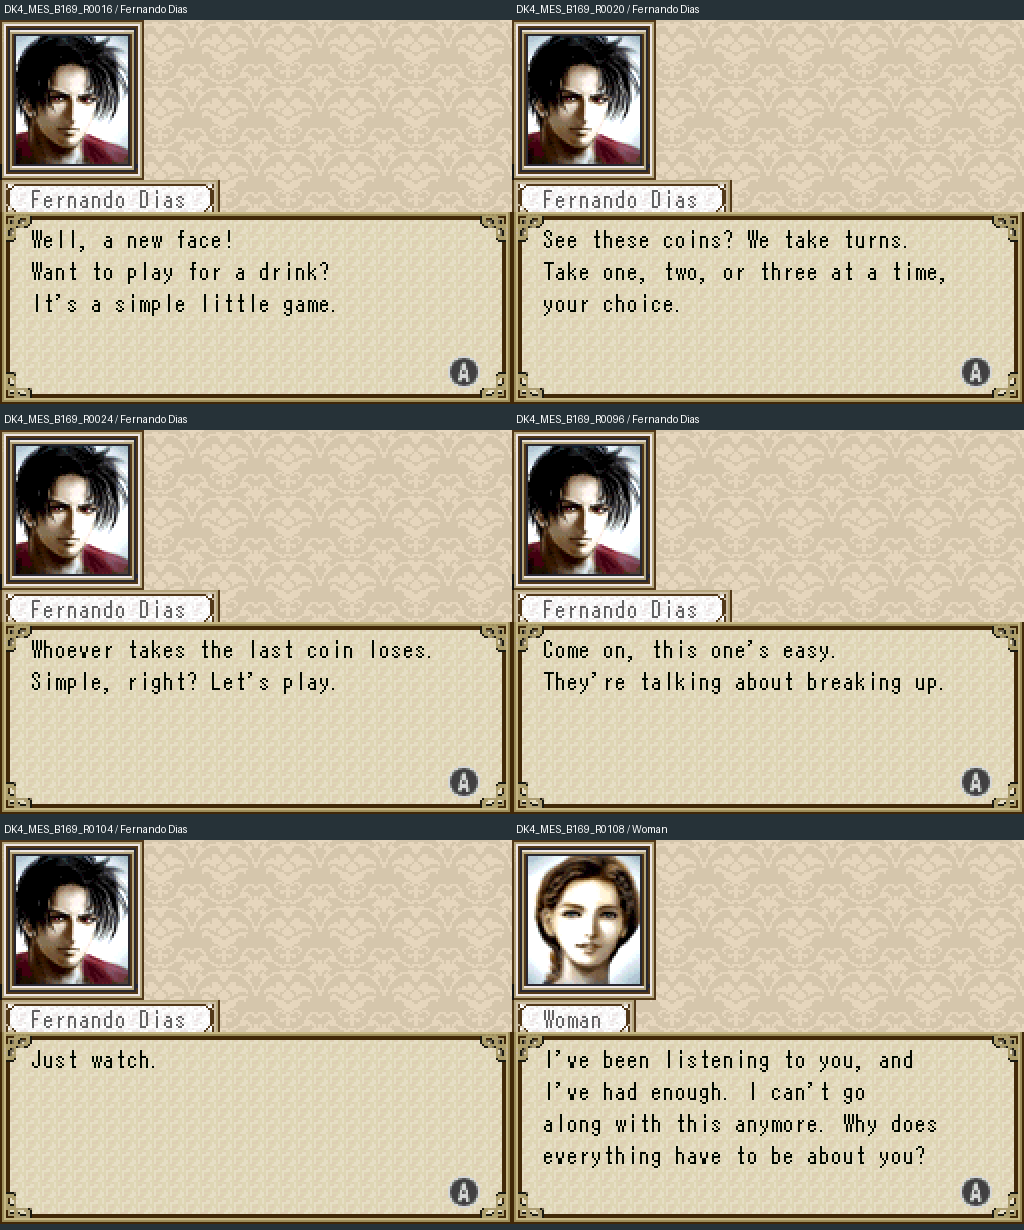 DK4_MES_B169_R0016 / Fernando Dias
Fernando Dias
Well, a new face!
Want to play for a drink?
It's a simple little game.
A
DK4_MES_B169_R0020 / Fernando Dias
Fernando Dias
See these coins? We take turns.
Take one, two, or three at a time,
your choice.
A
DK4_MES_B169_R0024 / Fernando Dias
Fernando Dias
Whoever takes the last coin loses.
Simple, right? Let's play.
A
DK4_MES_B169_R0096 / Fernando Dias
Fernando Dias
Come on, this one's easy.
They're talking about breaking up.
A
DK4_MES_B169_R0104 / Fernando Dias
Fernando Dias
Just watch.
A
DK4_MES_B169_R0108 / Woman
Woman
I've been listening to you, and
I've had enough. I can't go
along with this anymore. Why does
everything have to be about you?
A